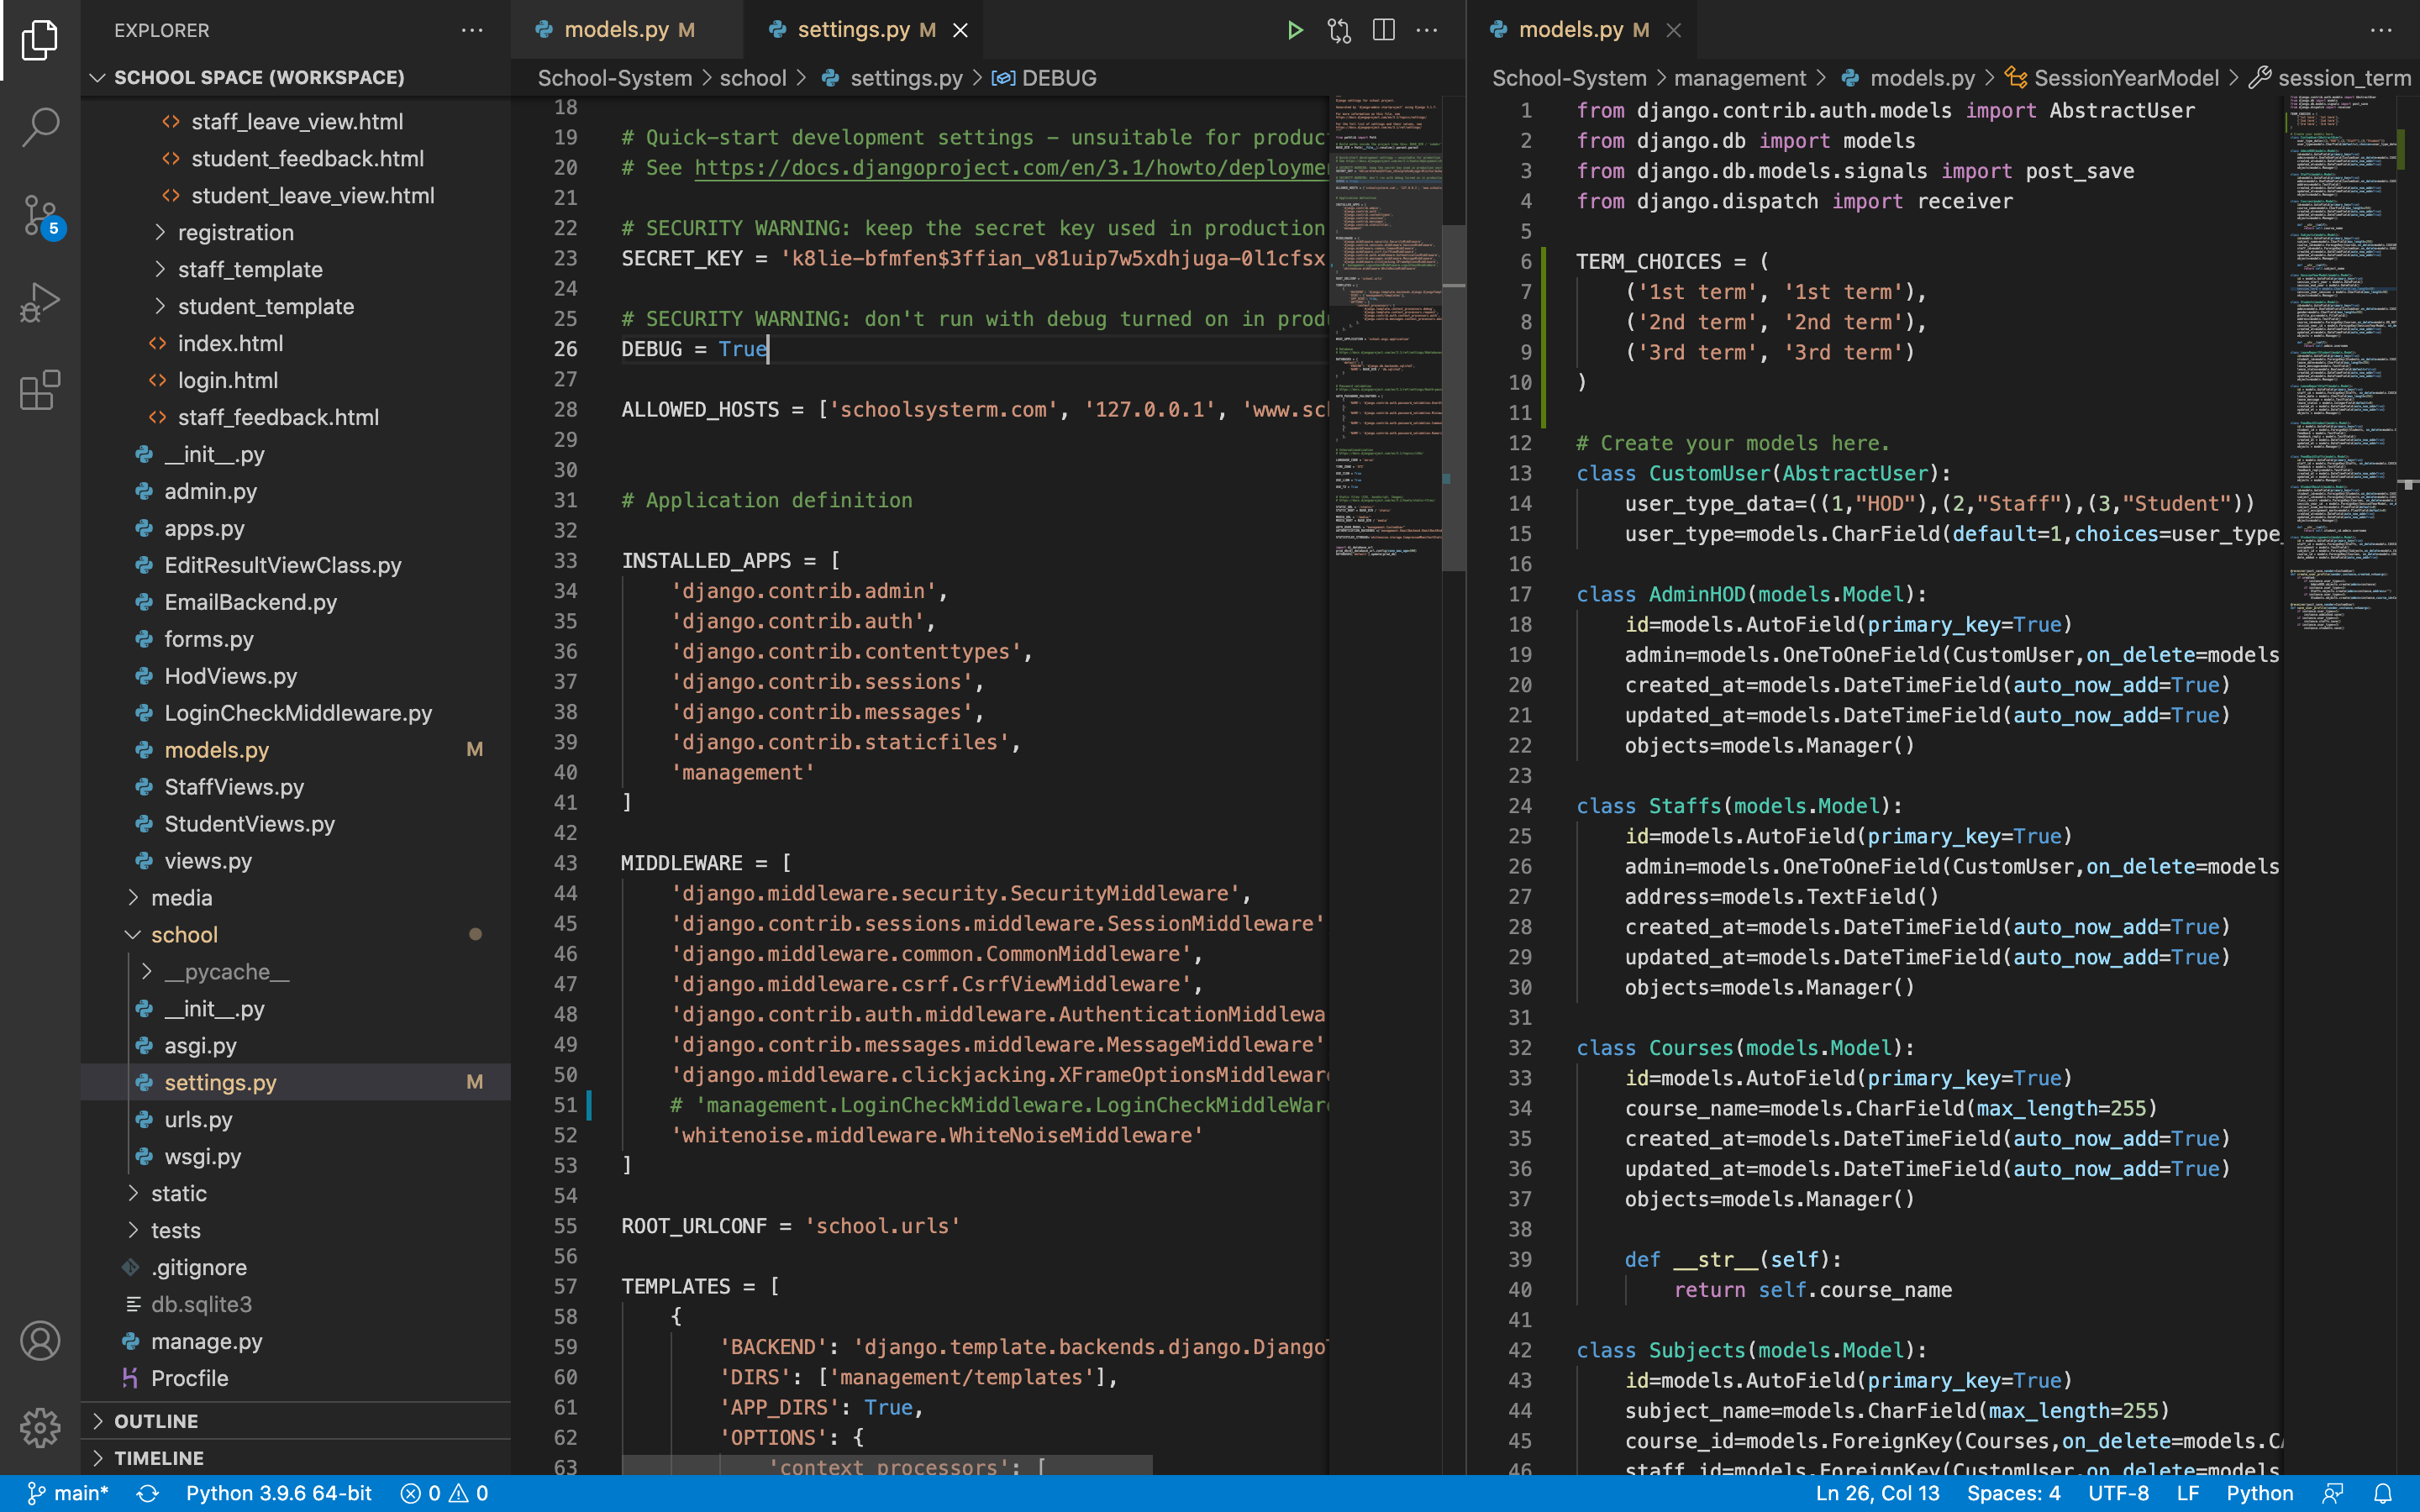 EXPLORER
SCHOOL SPACE (WORKSPACE)
staff_leave_view.html
student_feedback.html
student_leave_view.html
registration
staff_template
student_template
index.html
login.html
staff_feedback.html
__init__.py
admin.py
apps.py
EditResultViewClass.py
EmailBackend.py
forms.py
HodViews.py
LoginCheckMiddleware.py
models.py M
StaffViews.py
StudentViews.py
views.py
media
school
__pycache__
__init__.py
asgi.py
settings.py M
urls.py
wsgi.py
static
tests
.gitignore
db.sqlite3
manage.py
Procfile
OUTLINE
TIMELINE
5
models.py M
settings.py M
School-System > school > settings.py > DEBUG
18
19 # Quick-start development settings - unsuitable for produc
20 # See https://docs.djangoproject.com/en/3.1/howto/deployme
21
22 # SECURITY WARNING: keep the secret key used in production
23 SECRET_KEY = 'k8lie-bfmfen$3ffian_v81uip7w5xdhjuga-0l1cfsx
24
25 # SECURITY WARNING: don't run with debug turned on in prod
26 DEBUG = True
27
28 ALLOWED_HOSTS = ['schoolsysterm.com', '127.0.0.1', 'www.sc
29
30
31 # Application definition
32
33 INSTALLED_APPS = [
34 'django.contrib.admin',
35 'django.contrib.auth',
36 'django.contrib.contenttypes',
37 'django.contrib.sessions',
38 'django.contrib.messages',
39 'django.contrib.staticfiles',
40 'management'
41 ]
42
43 MIDDLEWARE = [
44 'django.middleware.security.SecurityMiddleware',
45 'django.contrib.sessions.middleware.SessionMiddleware'
46 'django.middleware.common.CommonMiddleware',
47 'django.middleware.csrf.CsrfViewMiddleware',
48 'django.contrib.auth.middleware.AuthenticationMiddlewa
49 'django.contrib.messages.middleware.MessageMiddleware'
50 'django.middleware.clickjacking.XFrameOptionsMiddleware
51 # 'management.LoginCheckMiddleware.LoginCheckMiddleWare
52 'whitenoise.middleware.WhiteNoiseMiddleware'
53 ]
54
55 ROOT_URLCONF = 'school.urls'
56
57 TEMPLATES = [
58 {
59 'BACKEND': 'django.template.backends.django.Django
60 'DIRS': ['management/templates'],
61 'APP_DIRS': True,
62 'OPTIONS': {
63 'context_processors': [
models.py M
School-System > management > models.py > SessionYearModel > session_term
1 from django.contrib.auth.models import AbstractUser
2 from django.db import models
3 from django.db.models.signals import post_save
4 from django.dispatch import receiver
5
6 TERM_CHOICES = (
7 ('1st term', '1st term'),
8 ('2nd term', '2nd term'),
9 ('3rd term', '3rd term')
10 )
11
12 # Create your models here.
13 class CustomUser(AbstractUser):
14 user_type_data=((1,"HOD"),(2,"Staff"),(3,"Student"))
15 user_type=models.CharField(default=1,choices=user_type_
16
17 class AdminHOD(models.Model):
18 id=models.AutoField(primary_key=True)
19 admin=models.OneToOneField(CustomUser,on_delete=models
20 created_at=models.DateTimeField(auto_now_add=True)
21 updated_at=models.DateTimeField(auto_now_add=True)
22 objects=models.Manager()
23
24 class Staffs(models.Model):
25 id=models.AutoField(primary_key=True)
26 admin=models.OneToOneField(CustomUser,on_delete=models
27 address=models.TextField()
28 created_at=models.DateTimeField(auto_now_add=True)
29 updated_at=models.DateTimeField(auto_now_add=True)
30 objects=models.Manager()
31
32 class Courses(models.Model):
33 id=models.AutoField(primary_key=True)
34 course_name=models.CharField(max_length=255)
35 created_at=models.DateTimeField(auto_now_add=True)
36 updated_at=models.DateTimeField(auto_now_add=True)
37 objects=models.Manager()
38
39 def __str__(self):
40 return self.course_name
41
42 class Subjects(models.Model):
43 id=models.AutoField(primary_key=True)
44 subject_name=models.CharField(max_length=255)
45 course_id=models.ForeignKey(Courses,on_delete=models.CA
46 staff_id=models.ForeignKey(CustomUser,on_delete=models
main* Python 3.9.6 64-bit 0 0
Ln 26, Col 13 Spaces: 4 UTF-8 LF Python